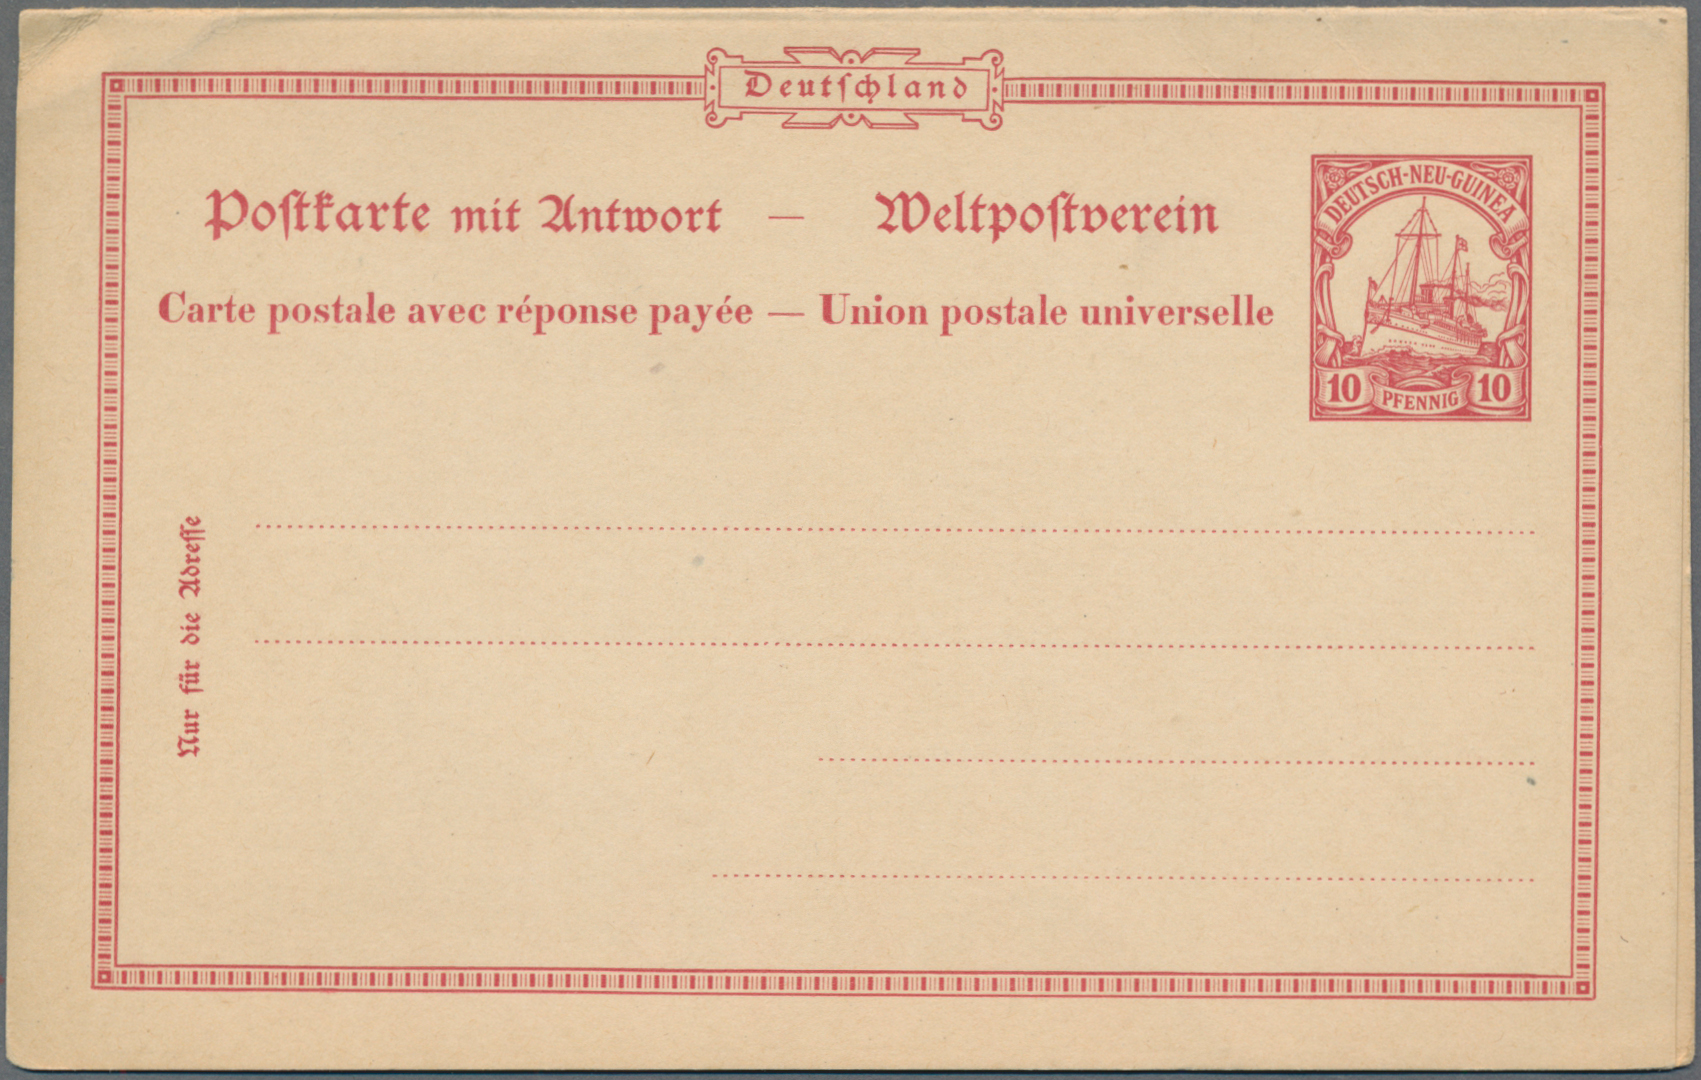 Deutschland
Postkarte mit Antwort — Weltpostverein
Carte postale avec réponse payée — Union postale universelle
DEUTSCH-NEU-GUINEA
10 PFENNIG 10
Nur für die Adresse